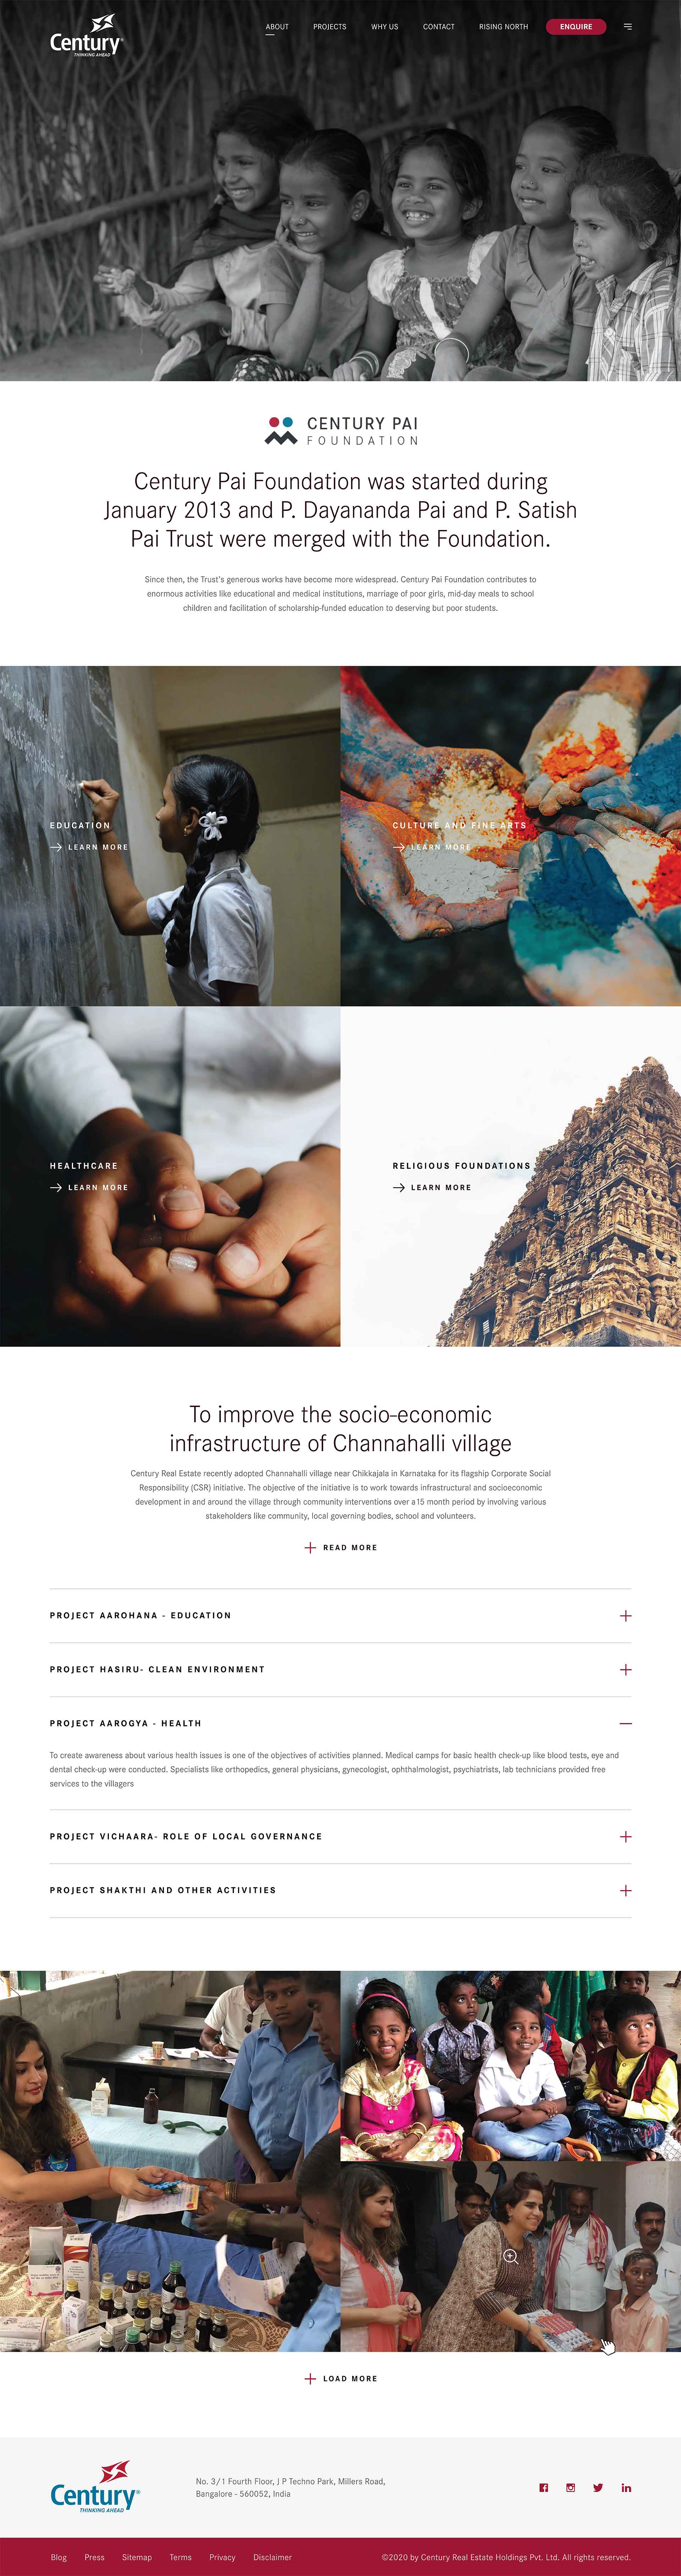 Century
THINKING AHEAD
ABOUT
PROJECTS
WHY US
CONTACT
RISING NORTH
ENQUIRE
CENTURY PAI
FOUNDATION
Century Pai Foundation was started during
January 2013 and P. Dayananda Pai and P. Satish
Pai Trust were merged with the Foundation.
Since then, the Trust's generous works have become more widespread. Century Pai Foundation contributes to
enormous activities like educational and medical institutions, marriage of poor girls, mid-day meals to school
children and facilitation of scholarship-funded education to deserving but poor students.
EDUCATION
LEARN MORE
CULTURE AND FINE ARTS
LEARN MORE
HEALTHCARE
LEARN MORE
RELIGIOUS FOUNDATIONS
LEARN MORE
To improve the socio-economic
infrastructure of Channahalli village
Century Real Estate recently adopted Channahalli village near Chikkajala in Karnataka for its flagship Corporate Social
Responsibility (CSR) initiative. The objective of the initiative is to work towards infrastructural and socioeconomic
development in and around the village through community interventions over a 15 month period by involving various
stakeholders like community, local governing bodies, school and volunteers.
READ MORE
PROJECT AAROHANA - EDUCATION
PROJECT HASIRU- CLEAN ENVIRONMENT
PROJECT AAROGYA - HEALTH
To create awareness about various health issues is one of the objectives of activities planned. Medical camps for basic health check-up like blood tests, eye and
dental check-up were conducted. Specialists like orthopedics, general physicians, gynecologist, ophthalmologist, psychiatrists, lab technicians provided free
services to the villagers
PROJECT VICHAARA- ROLE OF LOCAL GOVERNANCE
PROJECT SHAKTHI AND OTHER ACTIVITIES
LOAD MORE
Century
THINKING AHEAD
No. 3/1 Fourth Floor, J P Techno Park, Millers Road,
Bangalore - 560052, India
Blog
Press
Sitemap
Terms
Privacy
Disclaimer
©2020 by Century Real Estate Holdings Pvt. Ltd. All rights reserved.